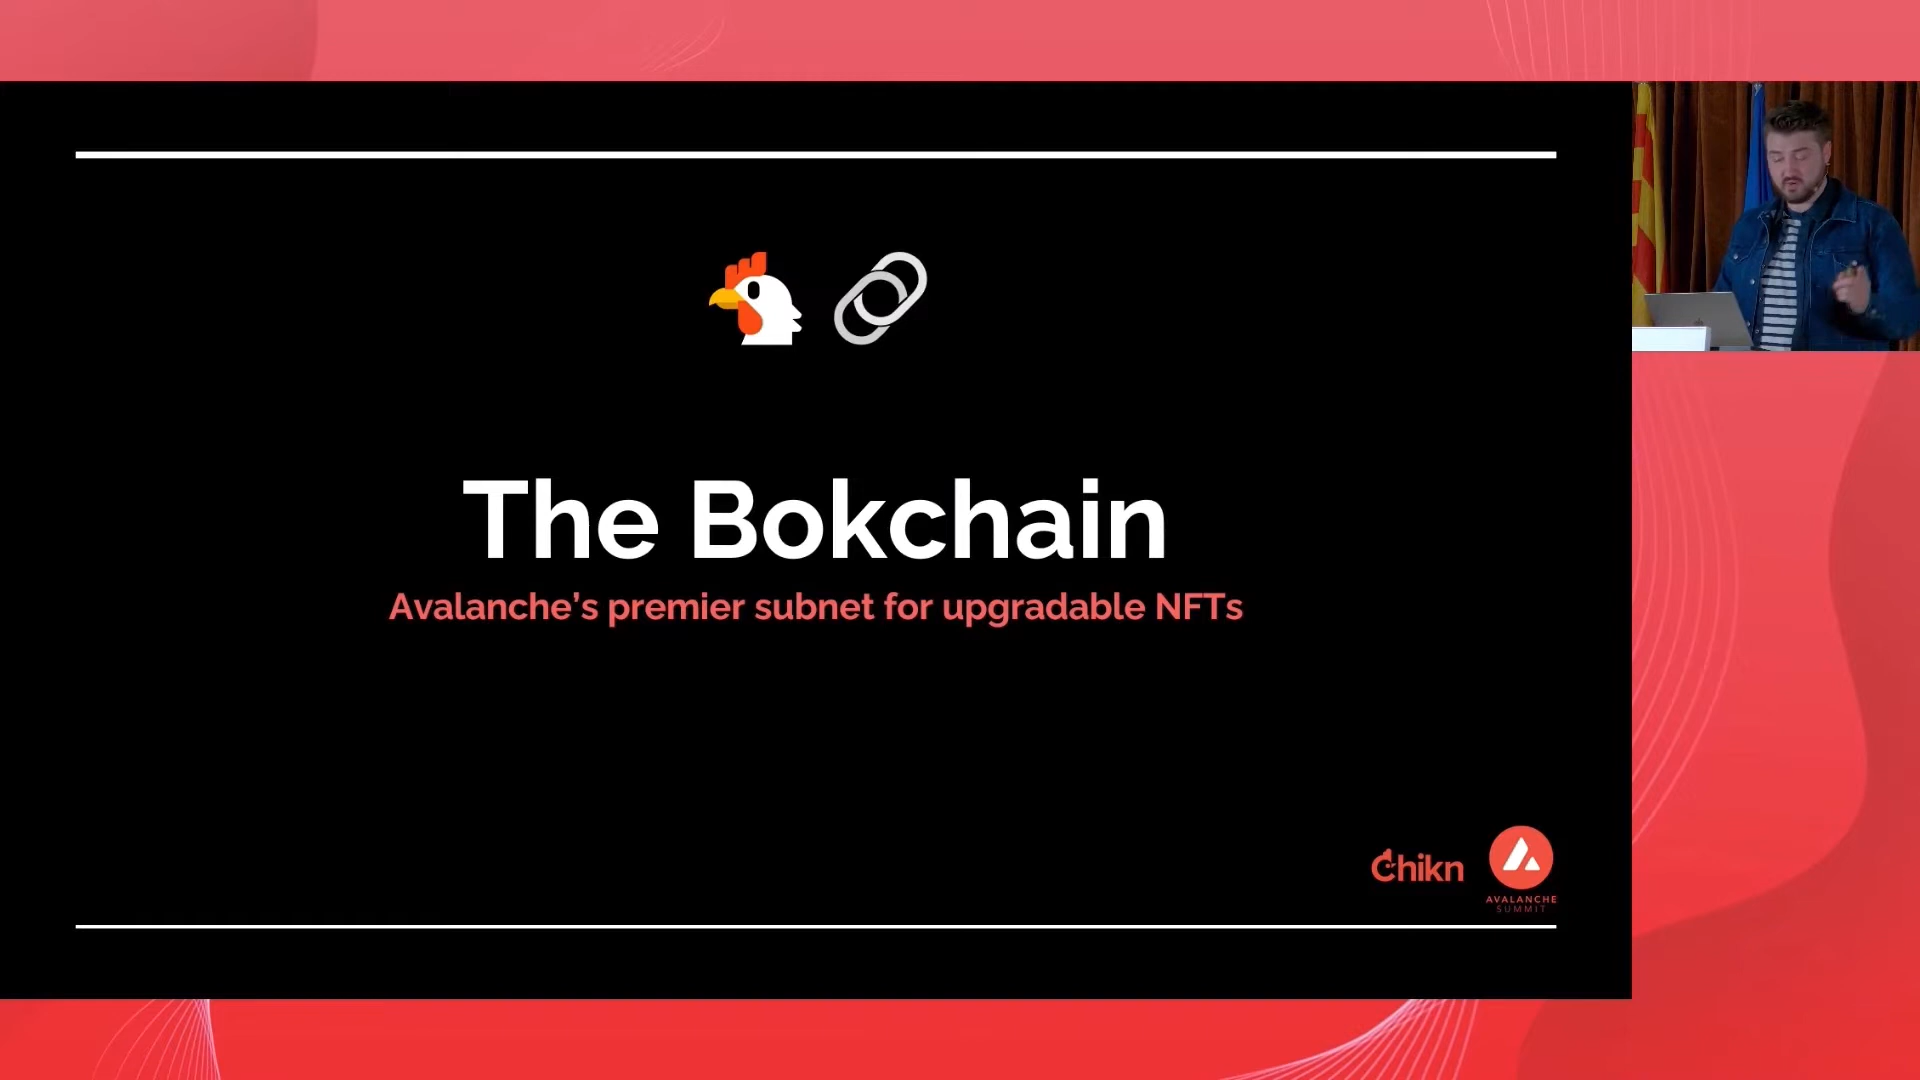 The Bokchain
Avalanche's premier subnet for upgradable NFTs
Chikn
AVALANCHE
SUMMIT